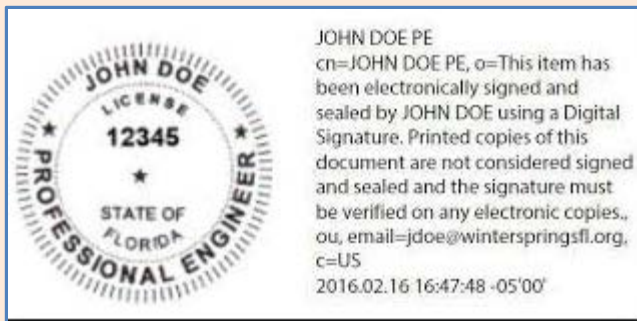 JOHN DOE
LICENSE
12345
STATE OF
FLORIDA
PROFESSIONAL ENGINEER
JOHN DOE PE
cn=JOHN DOE PE, o=This item has
been electronically signed and
sealed by JOHN DOE using a Digital
Signature. Printed copies of this
document are not considered signed
and sealed and the signature must
be verified on any electronic copies.,
ou, email=jdoe@winterspringsfl.org,
c=US
2016.02.16 16:47:48 -05'00'